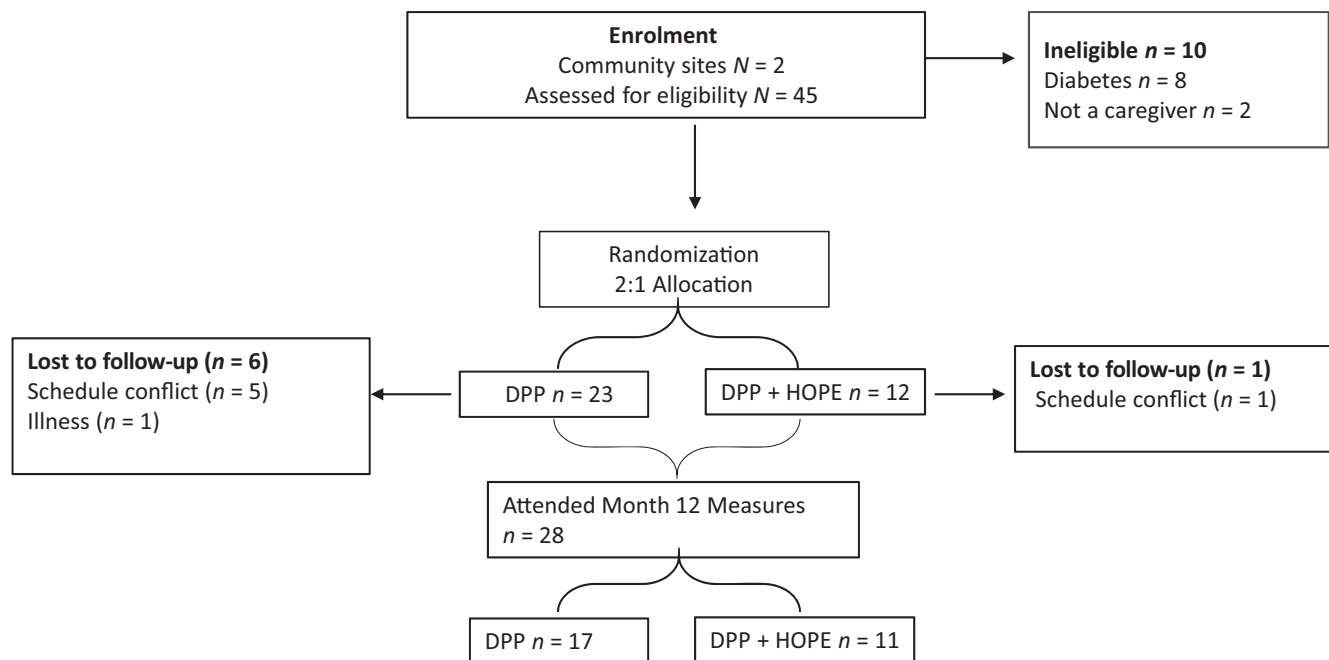 Enrolment
Community sites N = 2
Assessed for eligibility N = 45
Ineligible n = 10
Diabetes n = 8
Not a caregiver n = 2
Randomization
2:1 Allocation
Lost to follow-up (n = 6)
Schedule conflict (n = 5)
Illness (n = 1)
DPP n = 23
DPP + HOPE n = 12
Lost to follow-up (n = 1)
Schedule conflict (n = 1)
Attended Month 12 Measures
n = 28
DPP n = 17
DPP + HOPE n = 11